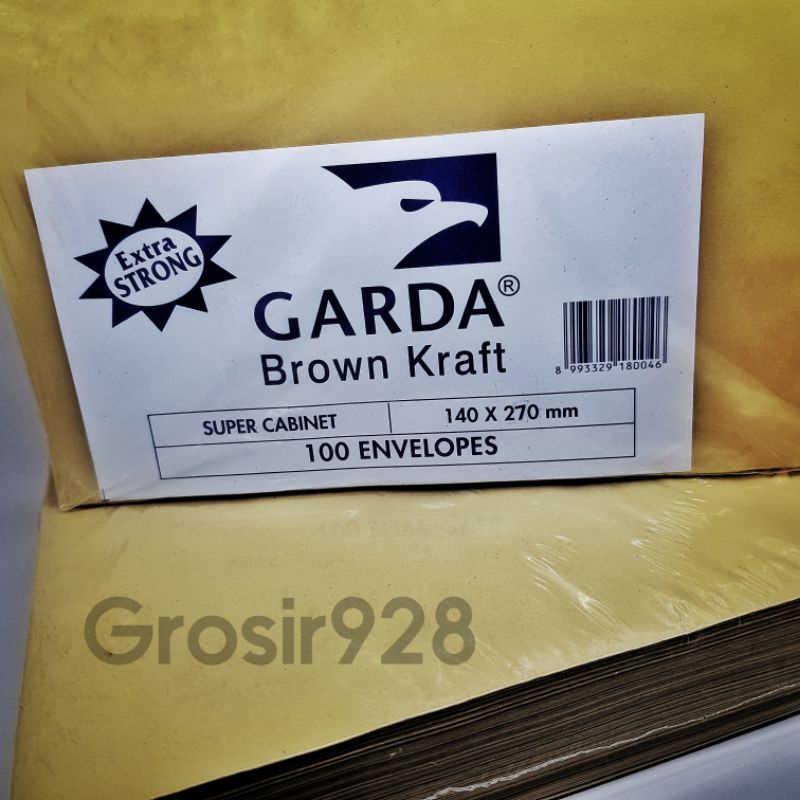 Extra
STRONG
GARDA®
Brown Kraft
8 993329 180046
SUPER CABINET 140 X 270 mm
100 ENVELOPES
Grosir928